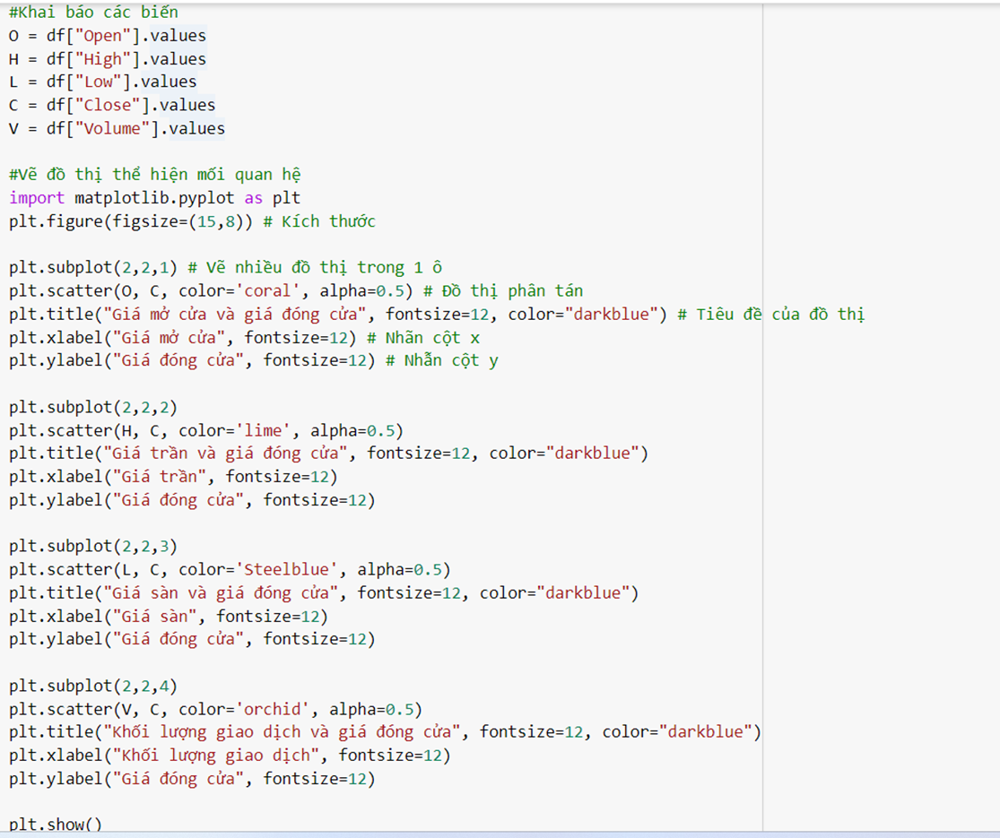 #Khai báo các biến
O = df["Open"].values
H = df["High"].values
L = df["Low"].values
C = df["Close"].values
V = df["Volume"].values
#Vẽ đồ thị thể hiện mối quan hệ
import matplotlib.pyplot as plt
plt.figure(figsize=(15,8)) # Kích thước
plt.subplot(2,2,1) # Vẽ nhiều đồ thị trong 1 ô
plt.scatter(O, C, color='coral', alpha=0.5) # Đồ thị phân tán
plt.title("Giá mở cửa và giá đóng cửa", fontsize=12, color="darkblue") # Tiêu đề của đồ thị
plt.xlabel("Giá mở cửa", fontsize=12) # Nhãn cột x
plt.ylabel("Giá đóng cửa", fontsize=12) # Nhẫn cột y
plt.subplot(2,2,2)
plt.scatter(H, C, color='lime', alpha=0.5)
plt.title("Giá trần và giá đóng cửa", fontsize=12, color="darkblue")
plt.xlabel("Giá trần", fontsize=12)
plt.ylabel("Giá đóng cửa", fontsize=12)
plt.subplot(2,2,3)
plt.scatter(L, C, color='Steelblue', alpha=0.5)
plt.title("Giá sàn và giá đóng cửa", fontsize=12, color="darkblue")
plt.xlabel("Giá sàn", fontsize=12)
plt.ylabel("Giá đóng cửa", fontsize=12)
plt.subplot(2,2,4)
plt.scatter(V, C, color='orchid', alpha=0.5)
plt.title("Khối lượng giao dịch và giá đóng cửa", fontsize=12, color="darkblue")
plt.xlabel("Khối lượng giao dịch", fontsize=12)
plt.ylabel("Giá đóng cửa", fontsize=12)
plt.show()